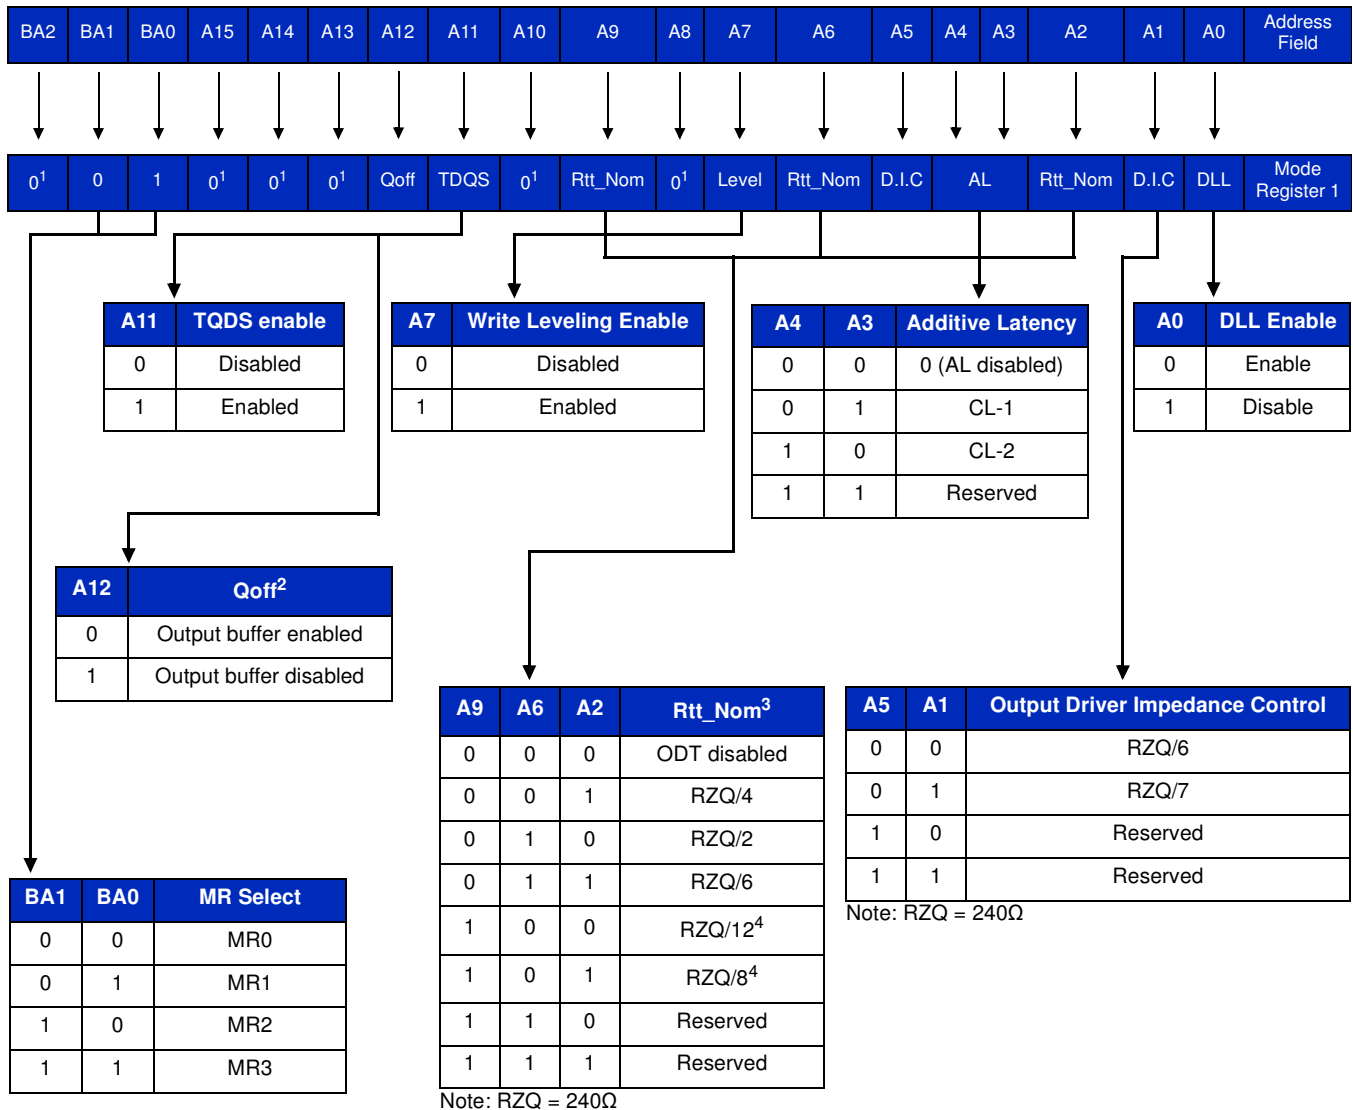 BA2 BA1 BA0 A15 A14 A13 A12 A11 A10 A9 A8 A7 A6 A5 A4 A3 A2 A1 A0 Address Field
0¹ 0 1 0¹ 0¹ 0¹ Qoff TDQS 0¹ Rtt_Nom 0¹ Level Rtt_Nom D.I.C AL Rtt_Nom D.I.C DLL Mode Register 1
A11 TQDS enable
0 Disabled
1 Enabled
A7 Write Leveling Enable
0 Disabled
1 Enabled
A4 A3 Additive Latency
0 0 0 (AL disabled)
0 1 CL-1
1 0 CL-2
1 1 Reserved
A0 DLL Enable
0 Enable
1 Disable
A12 Qoff²
0 Output buffer enabled
1 Output buffer disabled
A9 A6 A2 Rtt_Nom³
0 0 0 ODT disabled
0 0 1 RZQ/4
0 1 0 RZQ/2
0 1 1 RZQ/6
1 0 0 RZQ/12⁴
1 0 1 RZQ/8⁴
1 1 0 Reserved
1 1 1 Reserved
Note: RZQ = 240Ω
A5 A1 Output Driver Impedance Control
0 0 RZQ/6
0 1 RZQ/7
1 0 Reserved
1 1 Reserved
Note: RZQ = 240Ω
BA1 BA0 MR Select
0 0 MR0
0 1 MR1
1 0 MR2
1 1 MR3